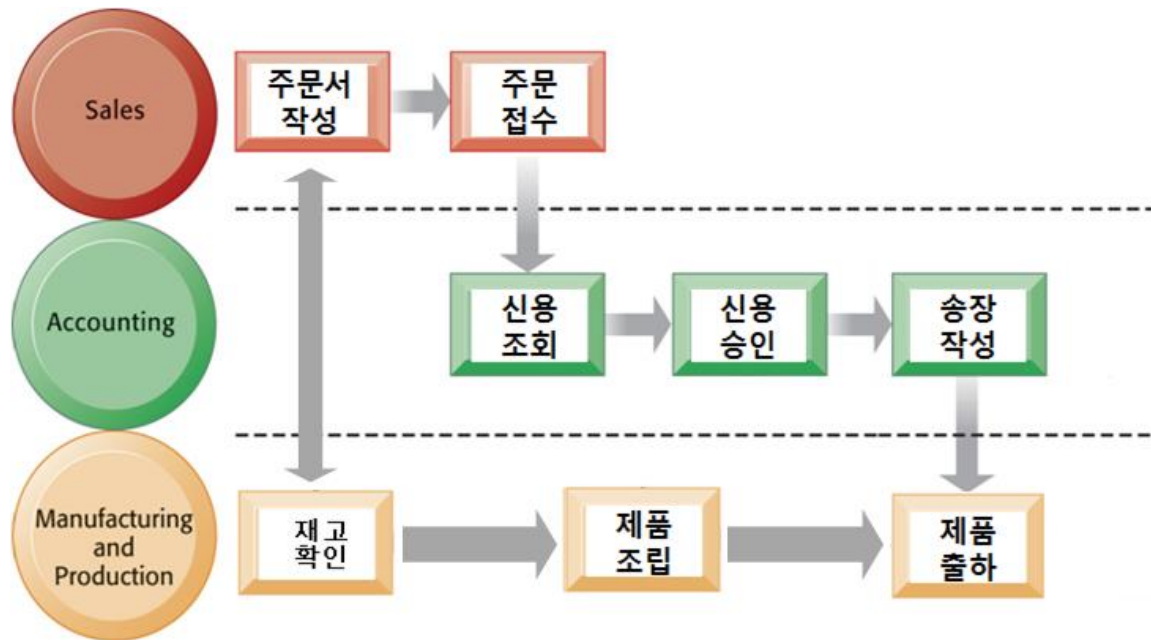 Sales
주문서
작성
주문
접수
Accounting
신용
조회
신용
승인
송장
작성
Manufacturing
and
Production
재고
확인
제품
조립
제품
출하